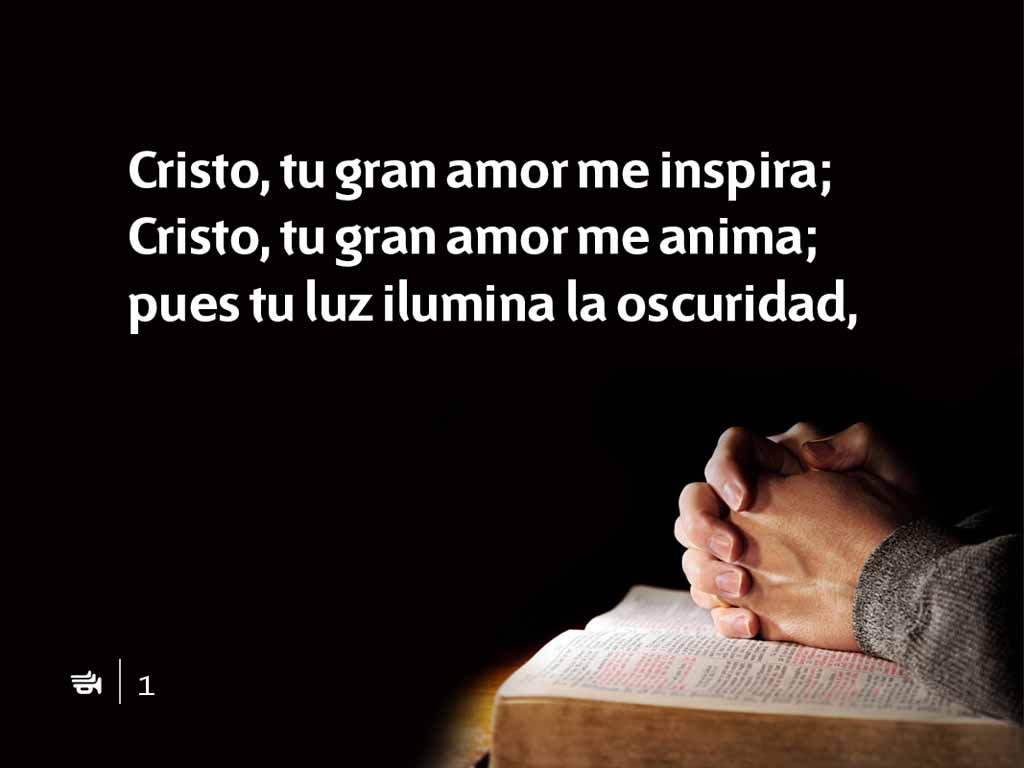 Cristo, tu gran amor me inspira;
Cristo, tu gran amor me anima;
pues tu luz ilumina la oscuridad,
1